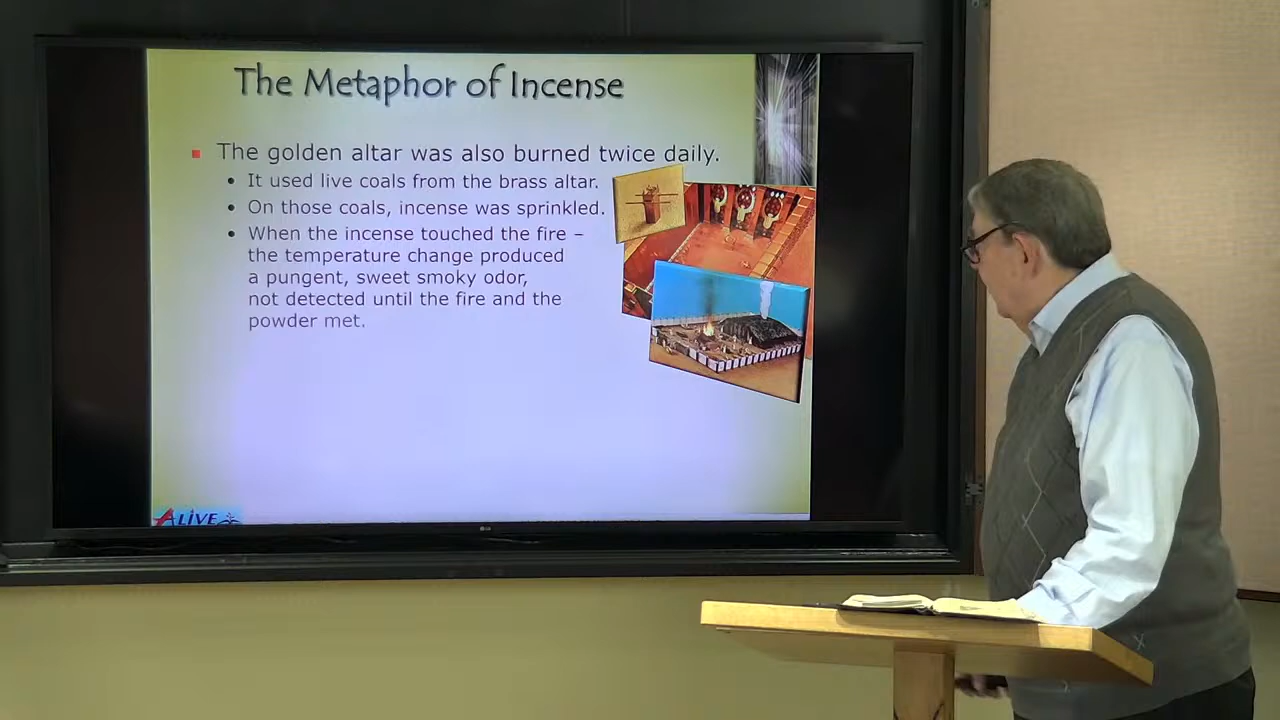 The Metaphor of Incense
The golden altar was also burned twice daily.
It used live coals from the brass altar.
On those coals, incense was sprinkled.
When the incense touched the fire –
the temperature change produced
a pungent, sweet smoky odor,
not detected until the fire and the
powder met.
ALiVE
LG